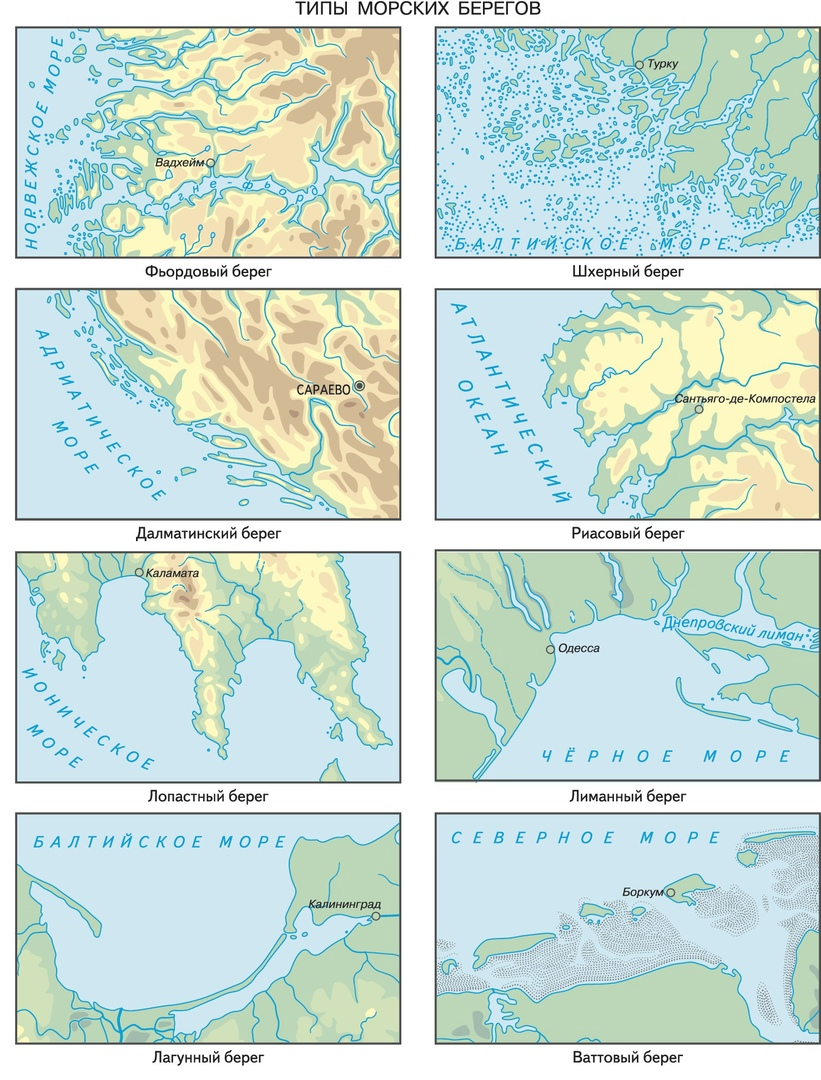 ТИПЫ МОРСКИХ БЕРЕГОВ
НОРВЕЖСКОЕ МОРЕ
Вадхейм
Фьордовый берег
Турку
БАЛТИЙСКОЕ МОРЕ
Шхерный берег
АДРИАТИЧЕСКОЕ
МОРЕ
САРАЕВО
Далматинский берег
АТЛАНТИЧЕСКИЙ
ОКЕАН
Сантьяго-де-Компостела
Риасовый берег
Каламата
ИОНИЧЕСКОЕ
МОРЕ
Лопастный берег
Днепровский лиман
Одесса
ЧЁРНОЕ МОРЕ
Лиманный берег
БАЛТИЙСКОЕ МОРЕ
Калининград
Лагунный берег
СЕВЕРНОЕ МОРЕ
Боркум
Ваттовый берег